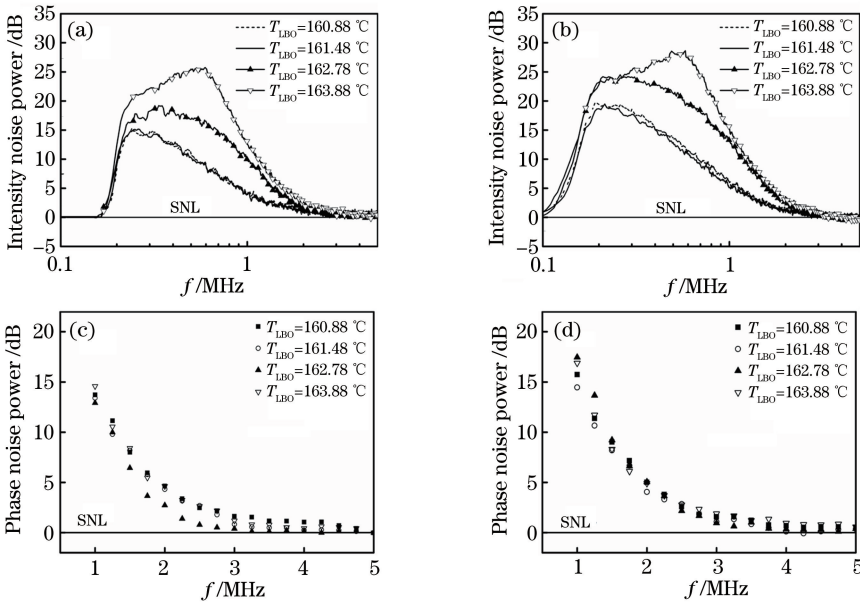 (a)
T_LBO=160.88 ℃
T_LBO=161.48 ℃
T_LBO=162.78 ℃
T_LBO=163.88 ℃
Intensity noise power /dB
35
30
25
20
15
10
5
0
−5
SNL
0.1 1
f /MHz
(b)
T_LBO=160.88 ℃
T_LBO=161.48 ℃
T_LBO=162.78 ℃
T_LBO=163.88 ℃
Intensity noise power /dB
35
30
25
20
15
10
5
0
−5
SNL
0.1 1
f /MHz
(c)
T_LBO=160.88 ℃
T_LBO=161.48 ℃
T_LBO=162.78 ℃
T_LBO=163.88 ℃
Phase noise power /dB
20
15
10
5
0
SNL
1 2 3 4 5
f /MHz
(d)
T_LBO=160.88 ℃
T_LBO=161.48 ℃
T_LBO=162.78 ℃
T_LBO=163.88 ℃
Phase noise power /dB
20
15
10
5
0
SNL
1 2 3 4 5
f /MHz